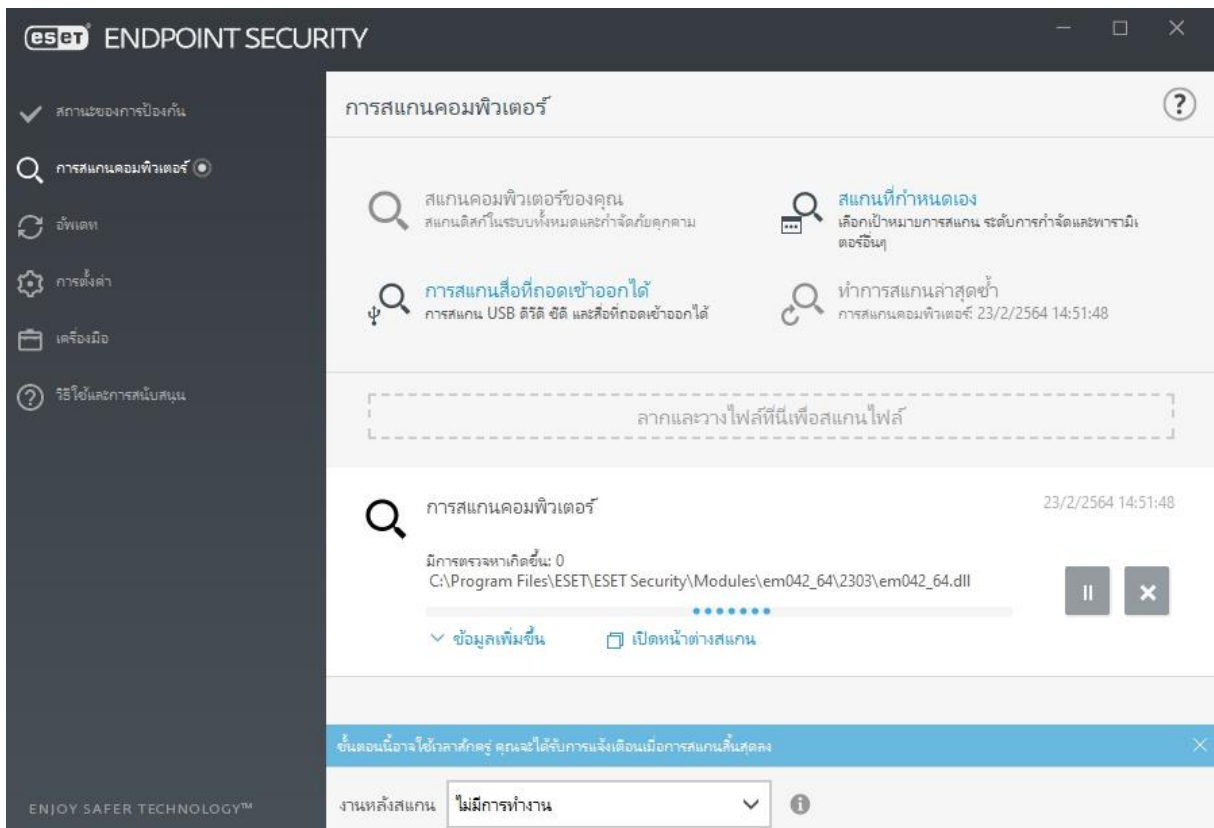 eset ENDPOINT SECURITY
สถานะของการป้องกัน
การสแกนคอมพิวเตอร์
อัพเดท
การตั้งค่า
เครื่องมือ
วิธีใช้และการสนับสนุน
ENJOY SAFER TECHNOLOGY™
การสแกนคอมพิวเตอร์
?
สแกนคอมพิวเตอร์ของคุณ
สแกนดิสก์ในระบบทั้งหมดและกำจัดภัยคุกคาม
สแกนที่กำหนดเอง
เลือกเป้าหมายการสแกน ระดับการกำจัดและพารามิเ
ตอร์อื่นๆ
การสแกนสื่อที่ถอดเข้าออกได้
การสแกน USB ดีวีดี ซีดี และสื่อที่ถอดเข้าออกได้
ทำการสแกนล่าสุดซ้ำ
การสแกนคอมพิวเตอร์: 23/2/2564 14:51:48
ลากและวางไฟล์ที่นี่เพื่อสแกนไฟล์
การสแกนคอมพิวเตอร์
23/2/2564 14:51:48
มีการตรวจหาเกิดขึ้น: 0
C:\Program Files\ESET\ESET Security\Modules\em042_64\2303\em042_64.dll
ข้อมูลเพิ่มขึ้น
เปิดหน้าต่างสแกน
ขั้นตอนนี้อาจใช้เวลาสักครู่ คุณจะได้รับการแจ้งเตือนเมื่อการสแกนสิ้นสุดลง
งานหลังสแกน
ไม่มีการทำงาน